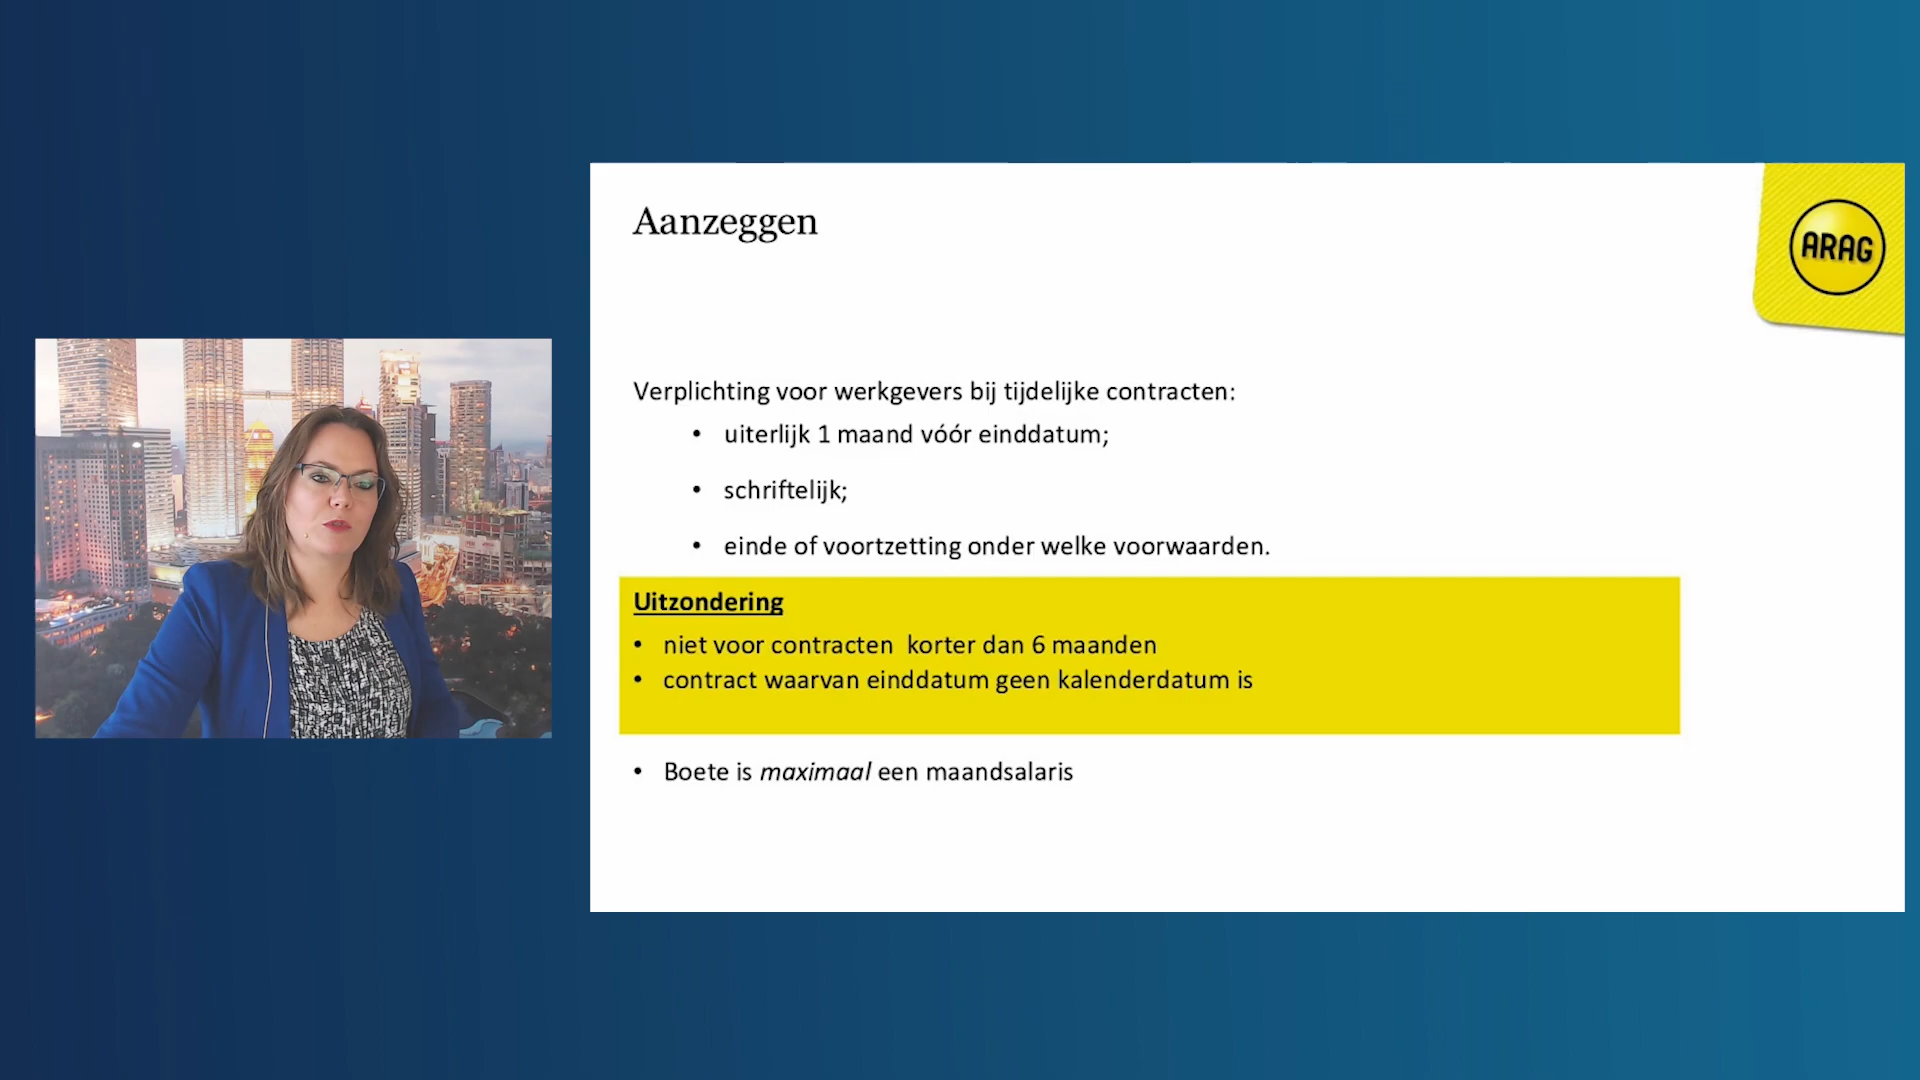 Aanzeggen
ARAG
Verplichting voor werkgevers bij tijdelijke contracten:
• uiterlijk 1 maand vóór einddatum;
• schriftelijk;
• einde of voortzetting onder welke voorwaarden.
Uitzondering
• niet voor contracten  korter dan 6 maanden
• contract waarvan einddatum geen kalenderdatum is
• Boete is maximaal een maandsalaris